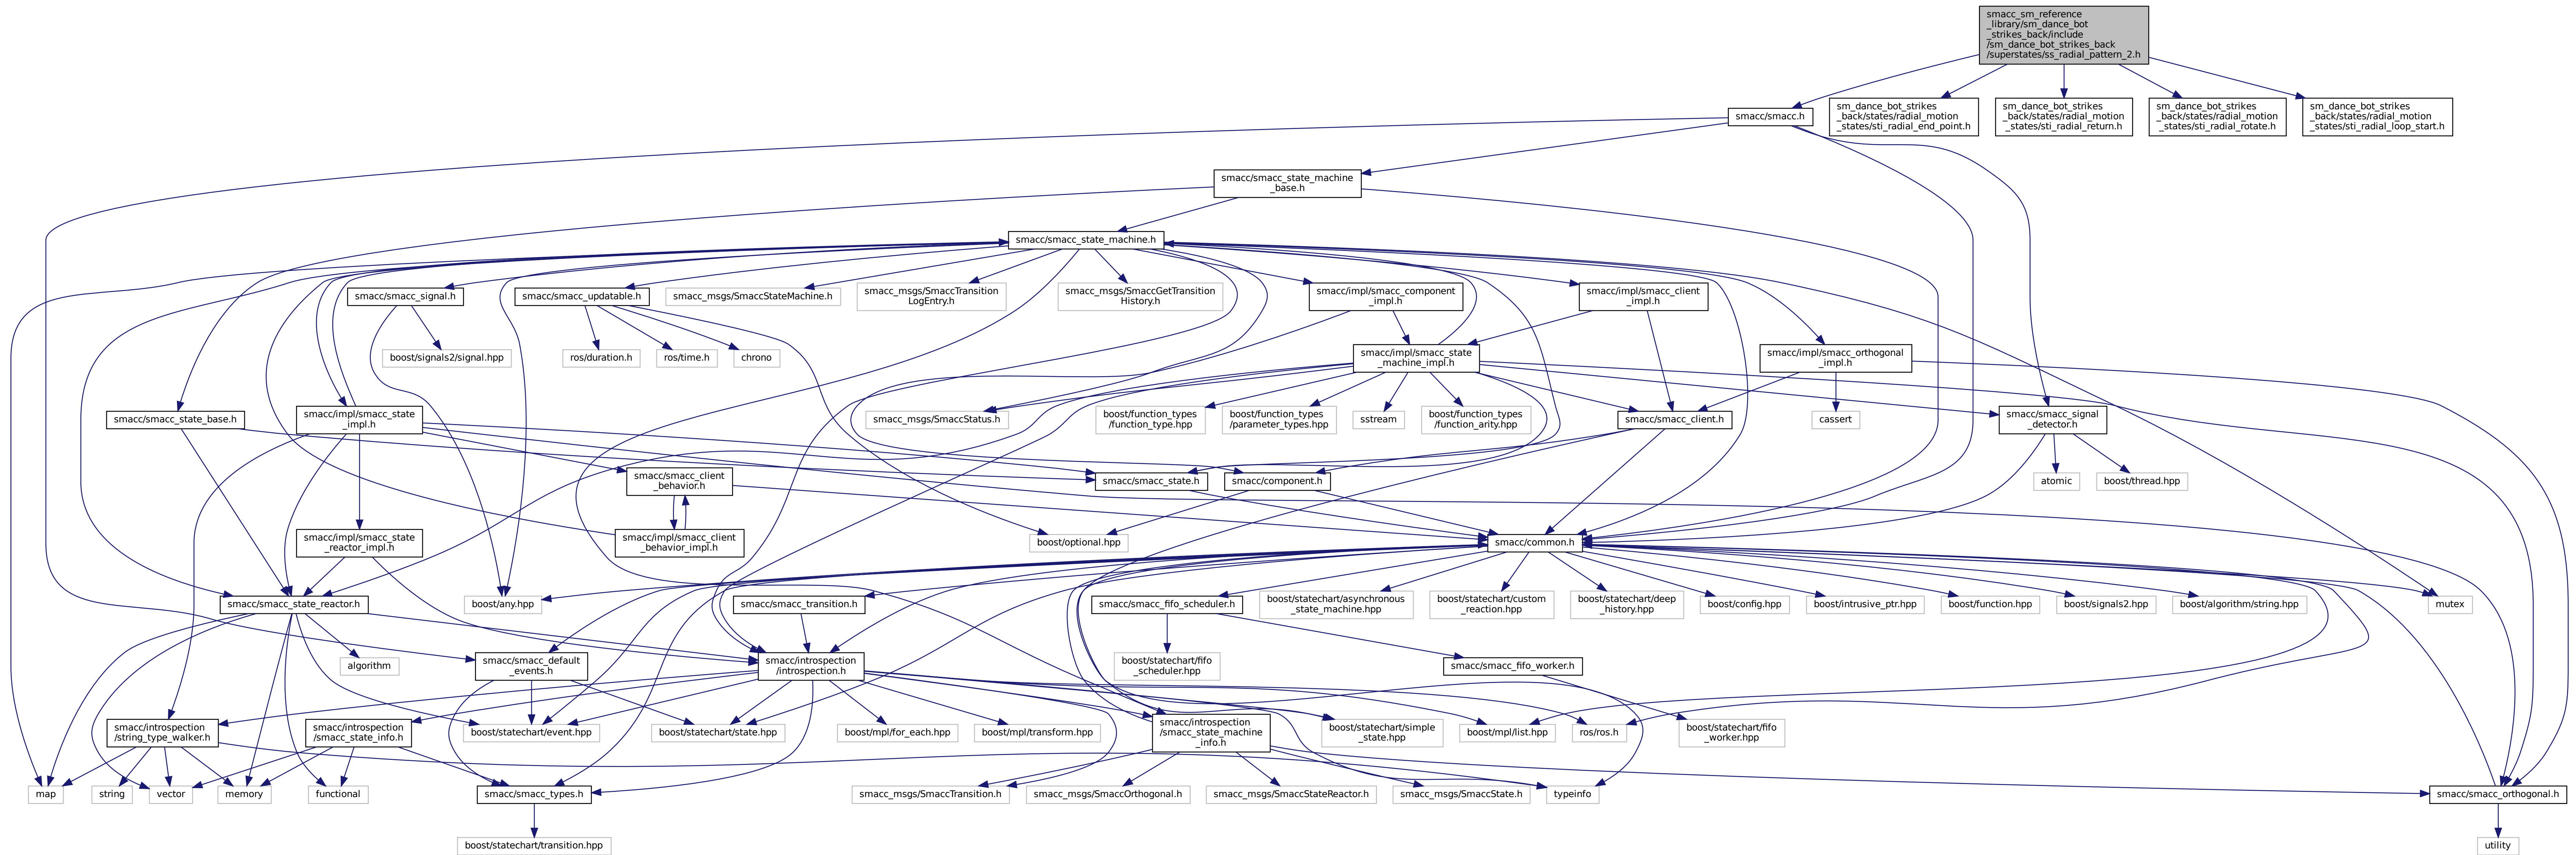 smacc_sm_reference
_library/sm_dance_bot
_strikes_back/include
/sm_dance_bot_strikes_back
/superstates/ss_radial_pattern_2.h
smacc/smacc.h
sm_dance_bot_strikes
_back/states/radial_motion
_states/sti_radial_end_point.h
sm_dance_bot_strikes
_back/states/radial_motion
_states/sti_radial_return.h
sm_dance_bot_strikes
_back/states/radial_motion
_states/sti_radial_rotate.h
sm_dance_bot_strikes
_back/states/radial_motion
_states/sti_radial_loop_start.h
smacc/smacc_state_machine
_base.h
smacc/smacc_state_machine.h
smacc/smacc_signal.h
smacc/smacc_updatable.h
smacc_msgs/SmaccStateMachine.h
smacc_msgs/SmaccTransition
LogEntry.h
smacc_msgs/SmaccGetTransition
History.h
smacc/impl/smacc_component
_impl.h
smacc/impl/smacc_client
_impl.h
boost/signals2/signal.hpp
ros/duration.h
ros/time.h
chrono
smacc/impl/smacc_state
_machine_impl.h
smacc/impl/smacc_orthogonal
_impl.h
smacc/smacc_state_base.h
smacc/impl/smacc_state
_impl.h
smacc_msgs/SmaccStatus.h
boost/function_types
/function_type.hpp
boost/function_types
/parameter_types.hpp
sstream
boost/function_types
/function_arity.hpp
smacc/smacc_client.h
cassert
smacc/smacc_signal
_detector.h
smacc/smacc_client
_behavior.h
smacc/smacc_state.h
smacc/component.h
atomic
boost/thread.hpp
smacc/impl/smacc_state
_reactor_impl.h
smacc/impl/smacc_client
_behavior_impl.h
boost/optional.hpp
smacc/common.h
smacc/smacc_state_reactor.h
boost/any.hpp
smacc/smacc_transition.h
smacc/smacc_fifo_scheduler.h
boost/statechart/asynchronous
_state_machine.hpp
boost/statechart/custom
_reaction.hpp
boost/statechart/deep
_history.hpp
boost/config.hpp
boost/intrusive_ptr.hpp
boost/function.hpp
boost/signals2.hpp
boost/algorithm/string.hpp
mutex
algorithm
smacc/smacc_default
_events.h
smacc/introspection
/introspection.h
boost/statechart/fifo
_scheduler.hpp
smacc/smacc_fifo_worker.h
smacc/introspection
/string_type_walker.h
smacc/introspection
/smacc_state_info.h
boost/statechart/event.hpp
boost/statechart/state.hpp
boost/mpl/for_each.hpp
boost/mpl/transform.hpp
smacc/introspection
/smacc_state_machine
_info.h
boost/statechart/simple
_state.hpp
boost/mpl/list.hpp
ros/ros.h
boost/statechart/fifo
_worker.hpp
map
string
vector
memory
functional
smacc/smacc_types.h
smacc_msgs/SmaccTransition.h
smacc_msgs/SmaccOrthogonal.h
smacc_msgs/SmaccStateReactor.h
smacc_msgs/SmaccState.h
typeinfo
smacc/smacc_orthogonal.h
boost/statechart/transition.hpp
utility